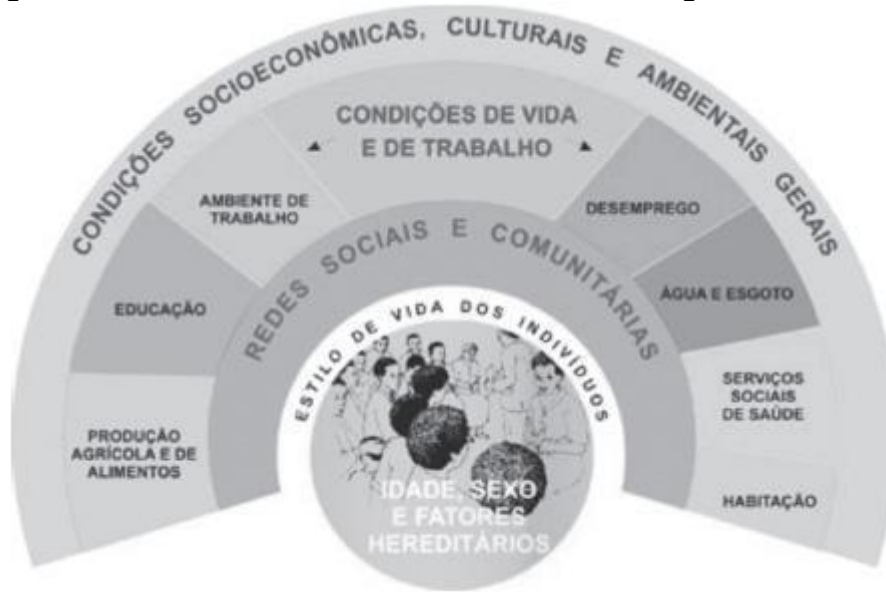 CONDIÇÕES SOCIOECONÔMICAS, CULTURAIS E AMBIENTAIS GERAIS
CONDIÇÕES DE VIDA
E DE TRABALHO
AMBIENTE DE
TRABALHO
DESEMPREGO
REDES SOCIAIS E COMUNITÁRIAS
EDUCAÇÃO
ÁGUA E ESGOTO
ESTILO DE VIDA DOS INDIVÍDUOS
PRODUÇÃO
AGRÍCOLA E DE
ALIMENTOS
SERVIÇOS
SOCIAIS
DE SAÚDE
HABITAÇÃO
IDADE, SEXO
E FATORES
HEREDITÁRIOS